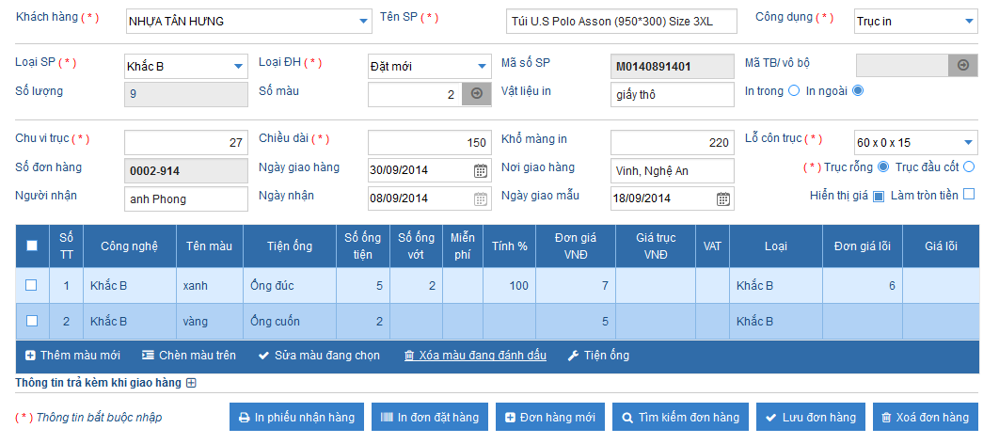 Khách hàng ( * ) NHỰA TÂN HƯNG Tên SP ( * ) Túi U.S Polo Asson (950*300) Size 3XL Công dụng ( * ) Trục in
Loại SP ( * ) Khắc B Loại ĐH ( * ) Đặt mới Mã số SP M0140891401 Mã TB/ vô bộ
Số lượng 9 Số màu 2 Vật liệu in giấy thô In trong In ngoài
Chu vi trục ( * ) 27 Chiều dài ( * ) 150 Khổ màng in 220 Lỗ côn trục ( * ) 60 x 0 x 15
Số đơn hàng 0002-914 Ngày giao hàng 30/09/2014 Nơi giao hàng Vinh, Nghệ An ( * ) Trục rỗng Trục đầu cốt
Người nhận anh Phong Ngày nhận 08/09/2014 Ngày giao mẫu 18/09/2014 Hiển thị giá Làm tròn tiền
Số TT Công nghệ Tên màu Tiện ống Số ống tiện Số ống vớt Miễn phí Tính % Đơn giá VNĐ Giá trục VNĐ VAT Loại Đơn giá lõi Giá lõi
1 Khắc B xanh Ống đúc 5 2 100 7 Khắc B 6
2 Khắc B vàng Ống cuốn 2 5 Khắc B
Thêm màu mới Chèn màu trên Sửa màu đang chọn Xóa màu đang đánh dấu Tiện ống
Thông tin trả kèm khi giao hàng
( * ) Thông tin bắt buộc nhập In phiếu nhận hàng In đơn đặt hàng Đơn hàng mới Tìm kiếm đơn hàng Lưu đơn hàng Xoá đơn hàng